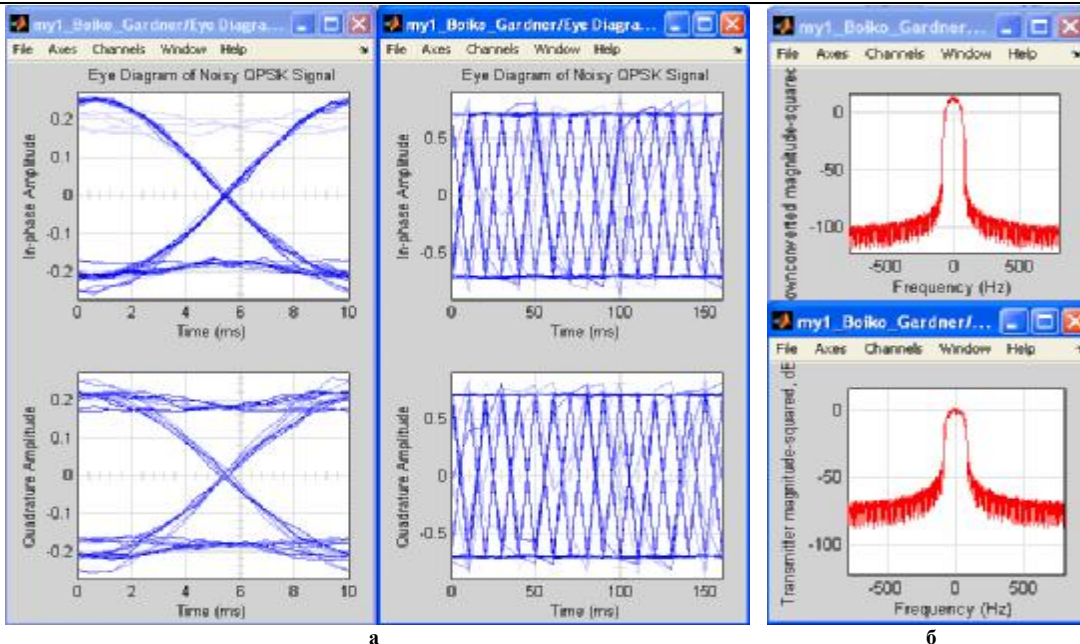 my1_Boiko_Gardner/Eye Diagra...
File Axes Channels Window Help
Eye Diagram of Noisy QPSK Signal
In-phase Amplitude
0.2
0.1
0
-0.1
-0.2
0 2 4 6 8 10
Time (ms)
Quadrature Amplitude
0.2
0.1
0
-0.1
-0.2
0 2 4 6 8 10
Time (ms)
my1_Boiko_Gardner/Eye Diagra...
File Axes Channels Window Help
Eye Diagram of Noisy QPSK Signal
In-phase Amplitude
0.5
0
-0.5
0 50 100 150
Time (ms)
Quadrature Amplitude
0.5
0
-0.5
0 50 100 150
Time (ms)
а
my1_Boiko_Gardner...
File Axes Channels Window Help
ownconverted magnitude-squared
0
-50
-100
-500 0 500
Frequency (Hz)
my1_Boiko_Gardner/...
File Axes Channels Window Help
Transmitter magnitude-squared, dB
0
-50
-100
-500 0 500
Frequency (Hz)
б